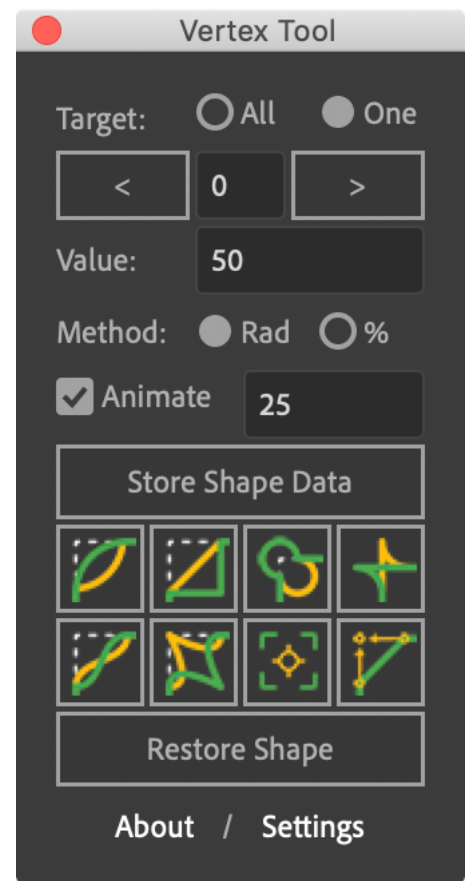 Vertex Tool
Target: All One
< 0 >
Value: 50
Method: Rad %
Animate 25
Store Shape Data
Restore Shape
About / Settings